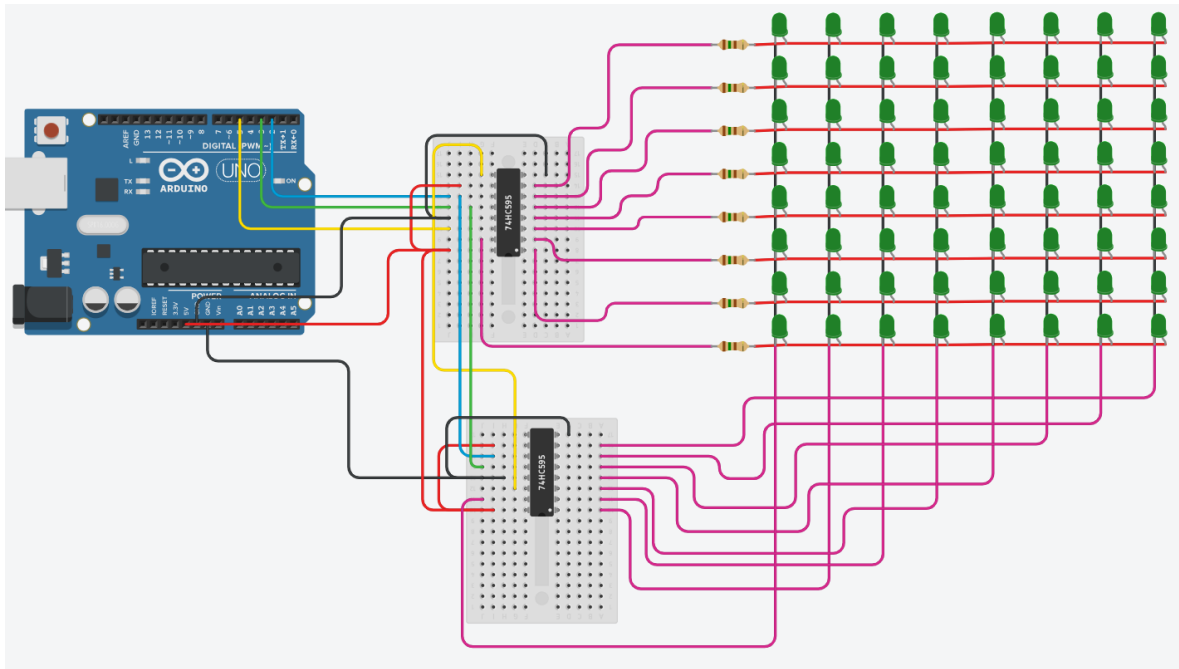 AREF
GND
13
12
~11
~10
~9
8
7
~6
5
4
3
2
TX→1
RX←0
DIGITAL (PWM ~)
L
TX
RX
UNO
ARDUINO
ON
POWER
ANALOG IN
IOREF
RESET
3.3V
5V
GND
Vin
A0
A1
A2
A3
A4
A5
74HC595
74HC595